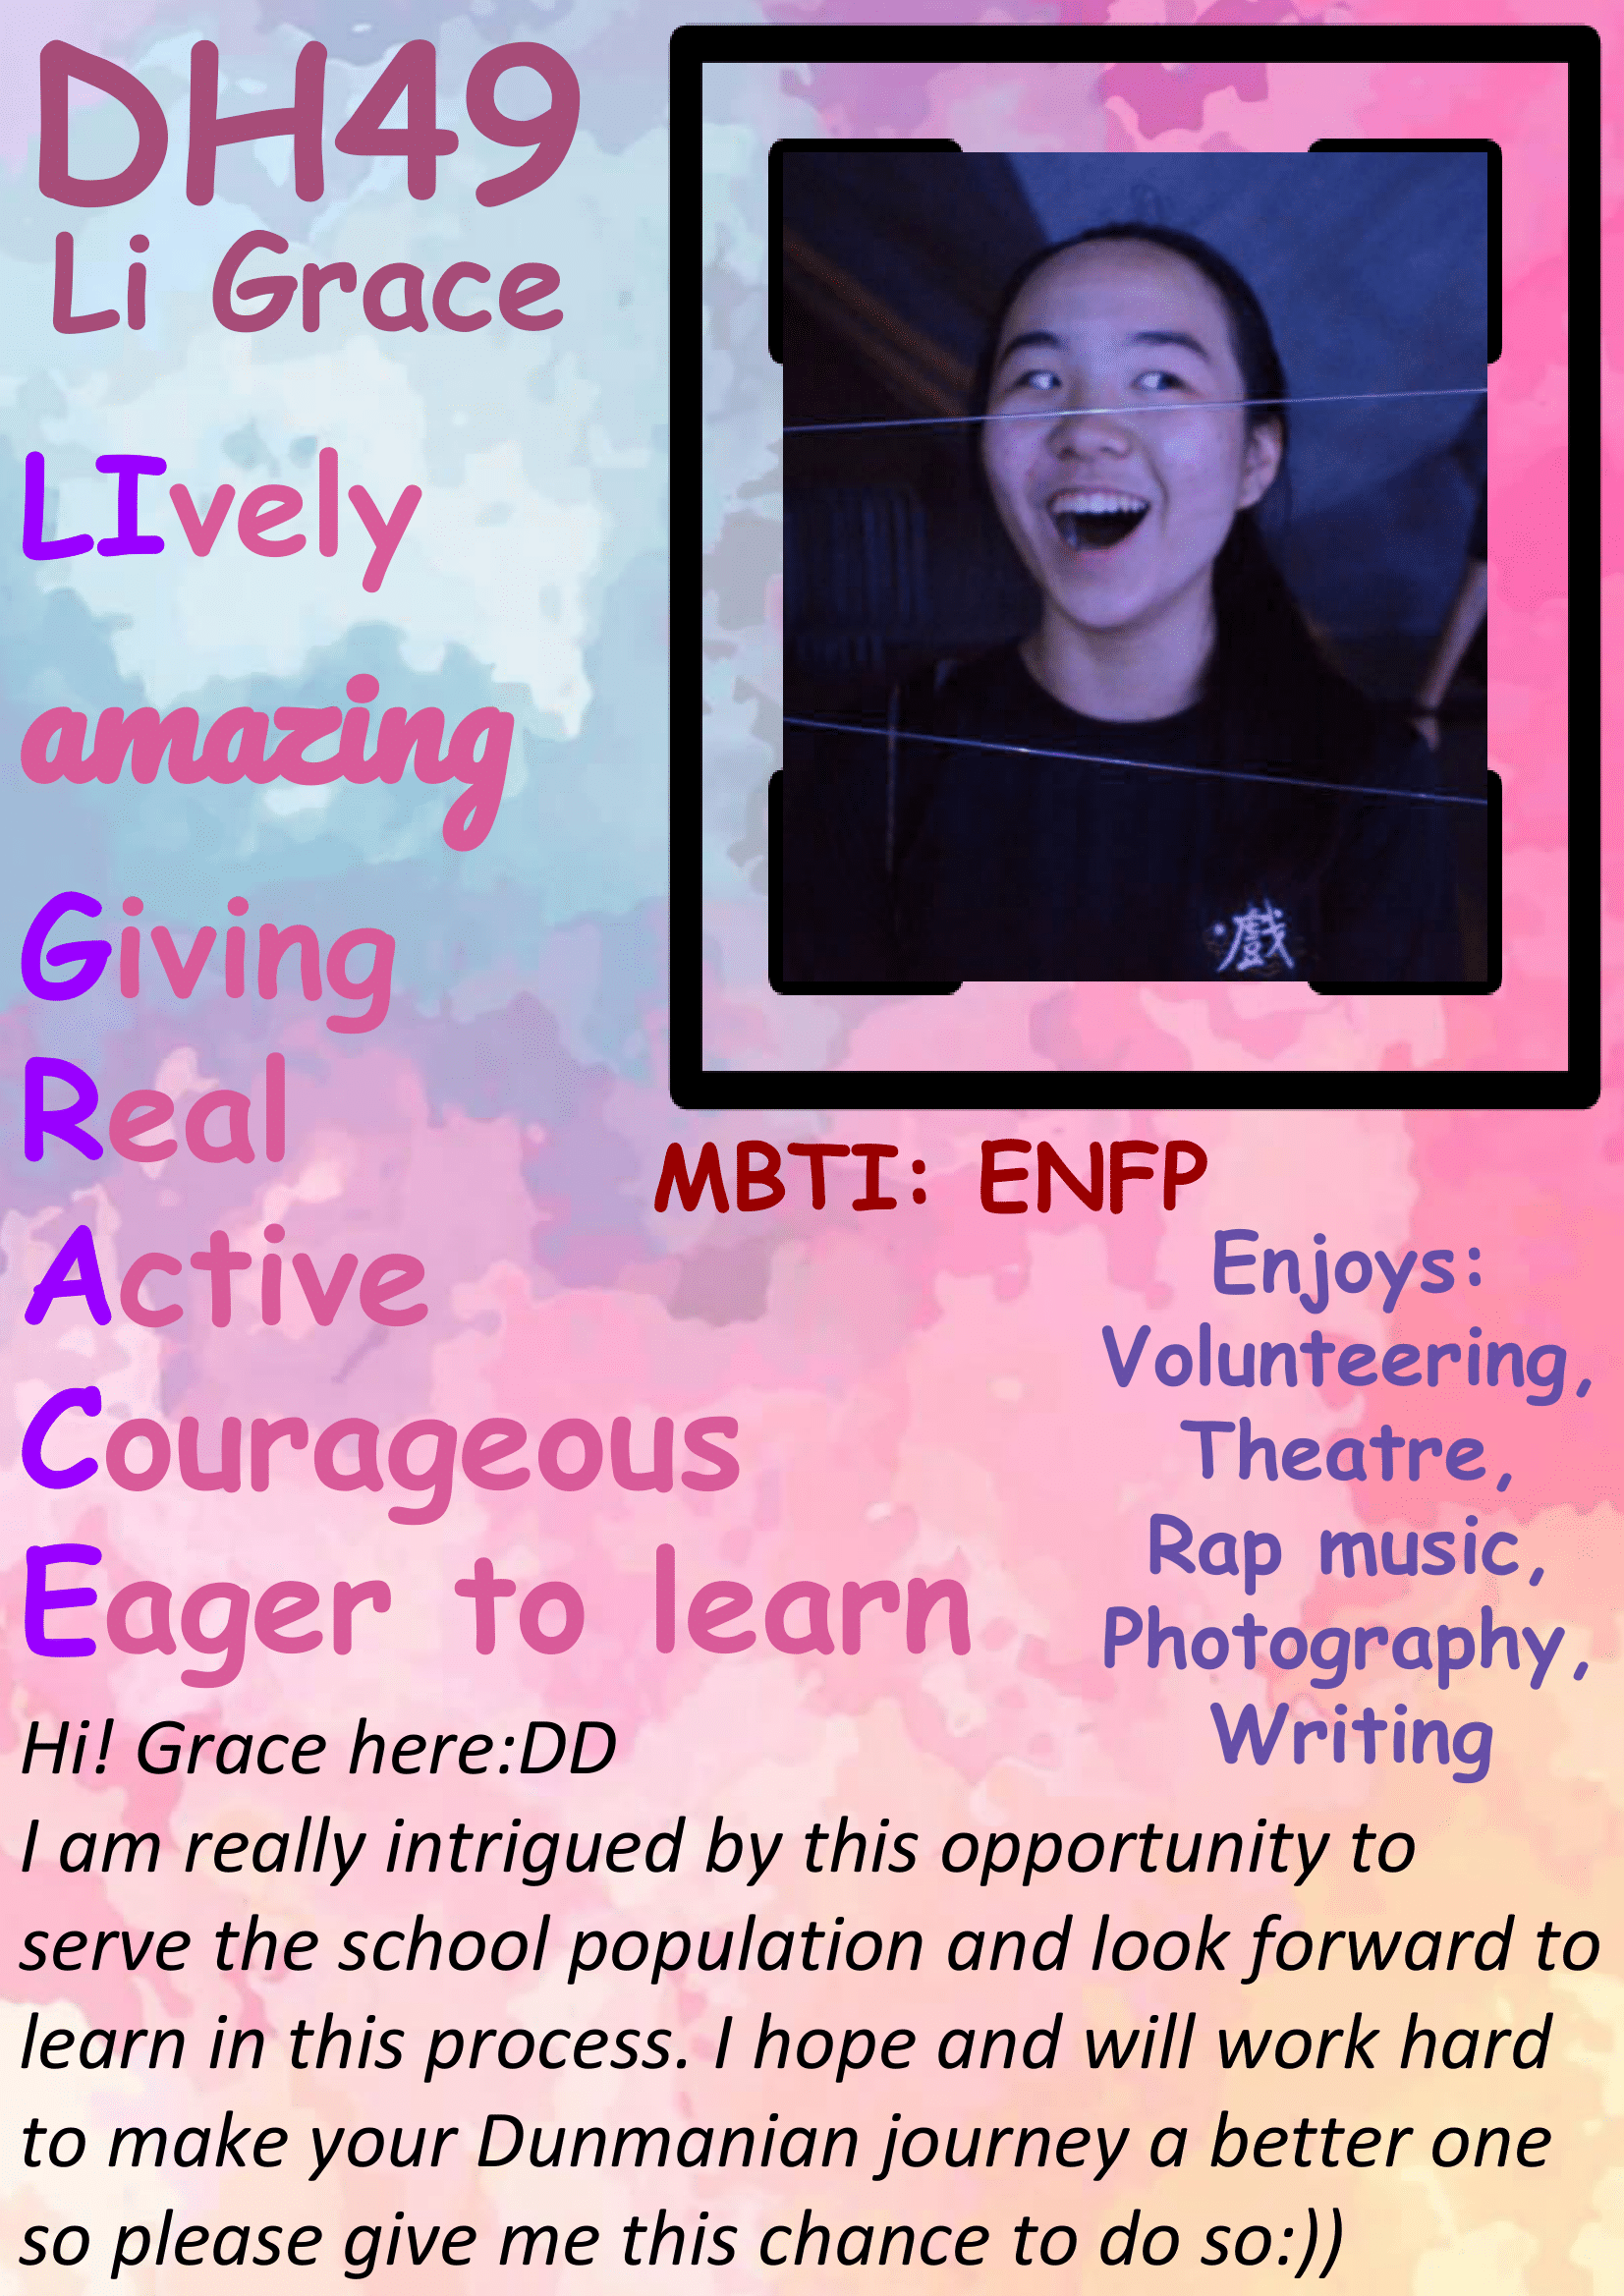 DH49
Li Grace
LIvely
amazing
Giving
Real
Active
Courageous
Eager to learn
戲
MBTI: ENFP
Enjoys:
Volunteering,
Theatre,
Rap music,
Photography,
Writing
Hi! Grace here:DD
I am really intrigued by this opportunity to
serve the school population and look forward to
learn in this process. I hope and will work hard
to make your Dunmanian journey a better one
so please give me this chance to do so:))